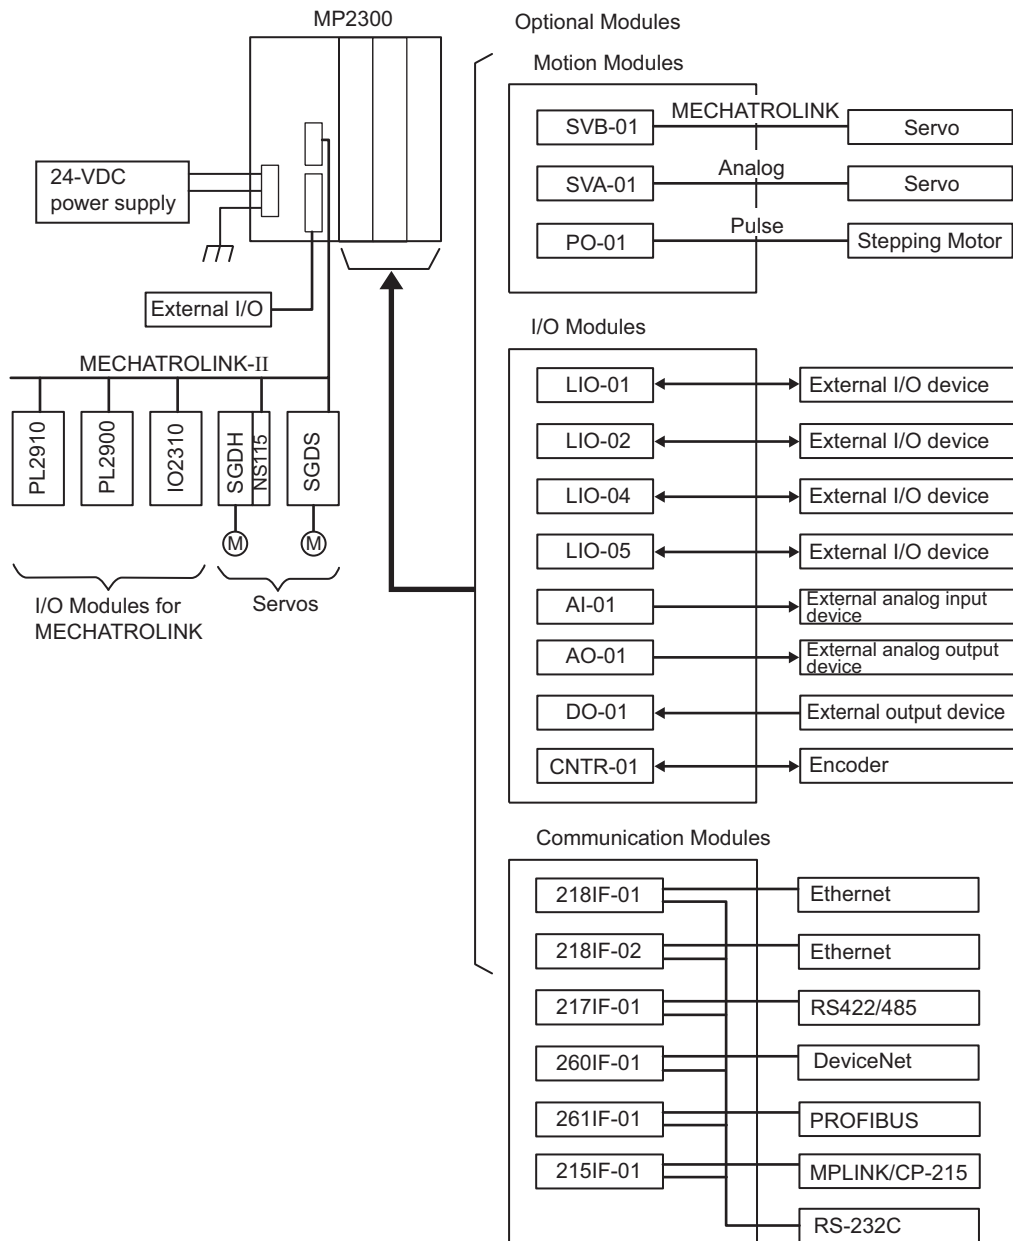 MP2300
24-VDC
power supply
External I/O
MECHATROLINK-II
PL2910
PL2900
IO2310
SGDH
NS115
SGDS
M
M
I/O Modules for
MECHATROLINK
Servos
Optional Modules
Motion Modules
SVB-01
MECHATROLINK
Servo
SVA-01
Analog
Servo
PO-01
Pulse
Stepping Motor
I/O Modules
LIO-01
External I/O device
LIO-02
External I/O device
LIO-04
External I/O device
LIO-05
External I/O device
AI-01
External analog input
device
AO-01
External analog output
device
DO-01
External output device
CNTR-01
Encoder
Communication Modules
218IF-01
Ethernet
218IF-02
Ethernet
217IF-01
RS422/485
260IF-01
DeviceNet
261IF-01
PROFIBUS
215IF-01
MPLINK/CP-215
RS-232C